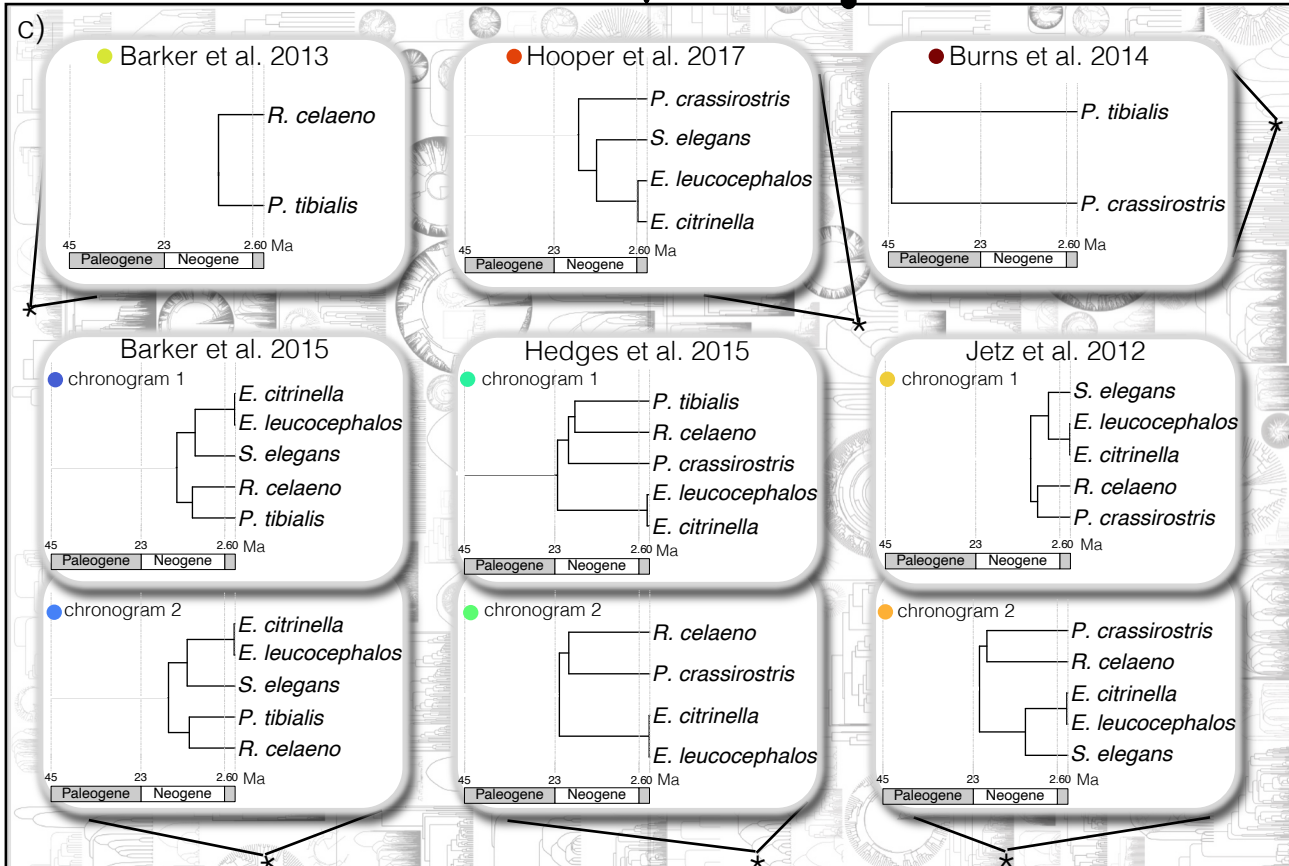 c)
Barker et al. 2013
R. celaeno
P. tibialis
45 23 2.60 Ma
Paleogene Neogene
Hooper et al. 2017
P. crassirostris
S. elegans
E. leucocephalos
E. citrinella
45 23 2.60 Ma
Paleogene Neogene
Burns et al. 2014
P. tibialis
P. crassirostris
45 23 2.60 Ma
Paleogene Neogene
*
*
*
Barker et al. 2015
chronogram 1
E. citrinella
E. leucocephalos
S. elegans
R. celaeno
P. tibialis
45 23 2.60 Ma
Paleogene Neogene
chronogram 2
E. citrinella
E. leucocephalos
S. elegans
P. tibialis
R. celaeno
45 23 2.60 Ma
Paleogene Neogene
*
Hedges et al. 2015
chronogram 1
P. tibialis
R. celaeno
P. crassirostris
E. leucocephalos
E. citrinella
45 23 2.60 Ma
Paleogene Neogene
chronogram 2
R. celaeno
P. crassirostris
E. citrinella
E. leucocephalos
45 23 2.60 Ma
Paleogene Neogene
*
Jetz et al. 2012
chronogram 1
S. elegans
E. leucocephalos
E. citrinella
R. celaeno
P. crassirostris
45 23 2.60 Ma
Paleogene Neogene
chronogram 2
P. crassirostris
R. celaeno
E. citrinella
E. leucocephalos
S. elegans
45 23 2.60 Ma
Paleogene Neogene
*